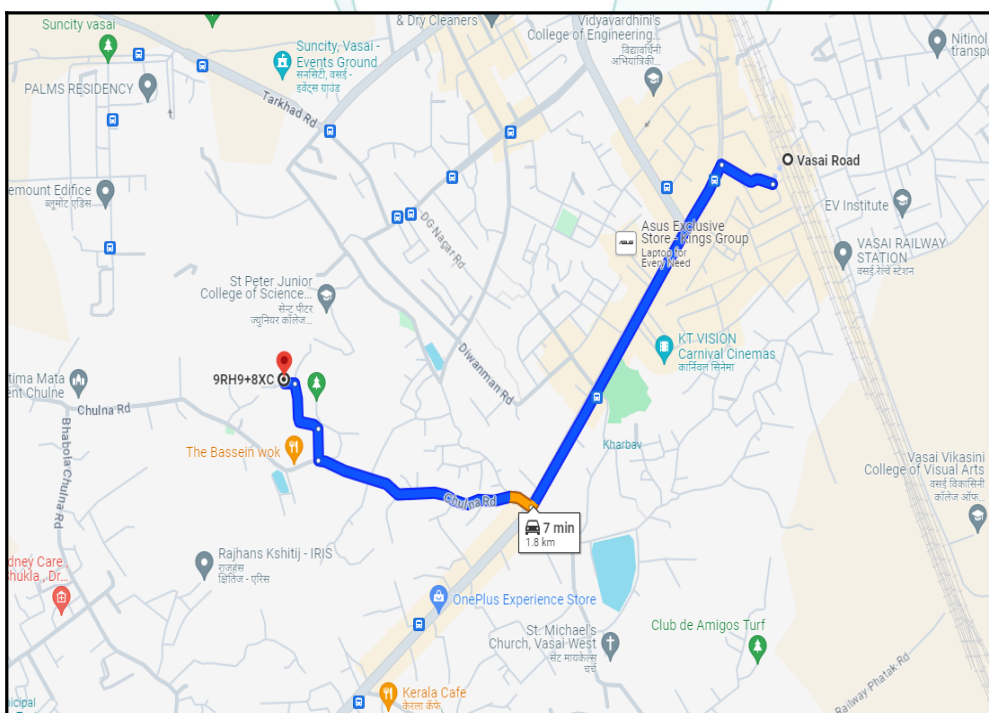 Suncity vasai
& Dry Cleaners
Vidyavardhini's
College of Engineering...
विद्यावर्धिनी
अभियांत्रिकी...
Nitinol
transpo
Suncity, Vasai -
Events Ground
सनसिटी, वसई -
इवेंट्स ग्राउंड
PALMS RESIDENCY
Tarkhad Rd
Vasai Road
emount Edifice
ब्लूमोंट एडिस
EV Institute
DG Nagar Rd
Asus Exclusive
Store - Kings Group
Laptop for
Every Need
ASUS
VASAI RAILWAY
STATION
वसई रेल्वे स्टेशन
St Peter Junior
College of Science...
सेन्ट पीटर
ज्युनियर कॉलेज...
KT VISION
Carnival Cinemas
कार्निवल सिनेमा
Diwanman Rd
9RH9+8XC
tima Mata
ent Chulne
Chulna Rd
Bhabola Chulna Rd
The Bassein wok
Kharbav
Vasai Vikasini
College of Visual Arts
वसई विकासिनी
कॉलेज ऑफ...
Chulna Rd
7 min
1.8 km
Rajhans Kshitij - IRIS
राजहंस
क्षितिज - एरिस
dney Care
hukla , Dr...
OnePlus Experience Store
St. Michael's
Church, Vasai West
सेंट मायकेल्स
चर्च
Club de Amigos Turf
Railway Phatak Rd
Kerala Cafe
केरला कॅफे
icipal